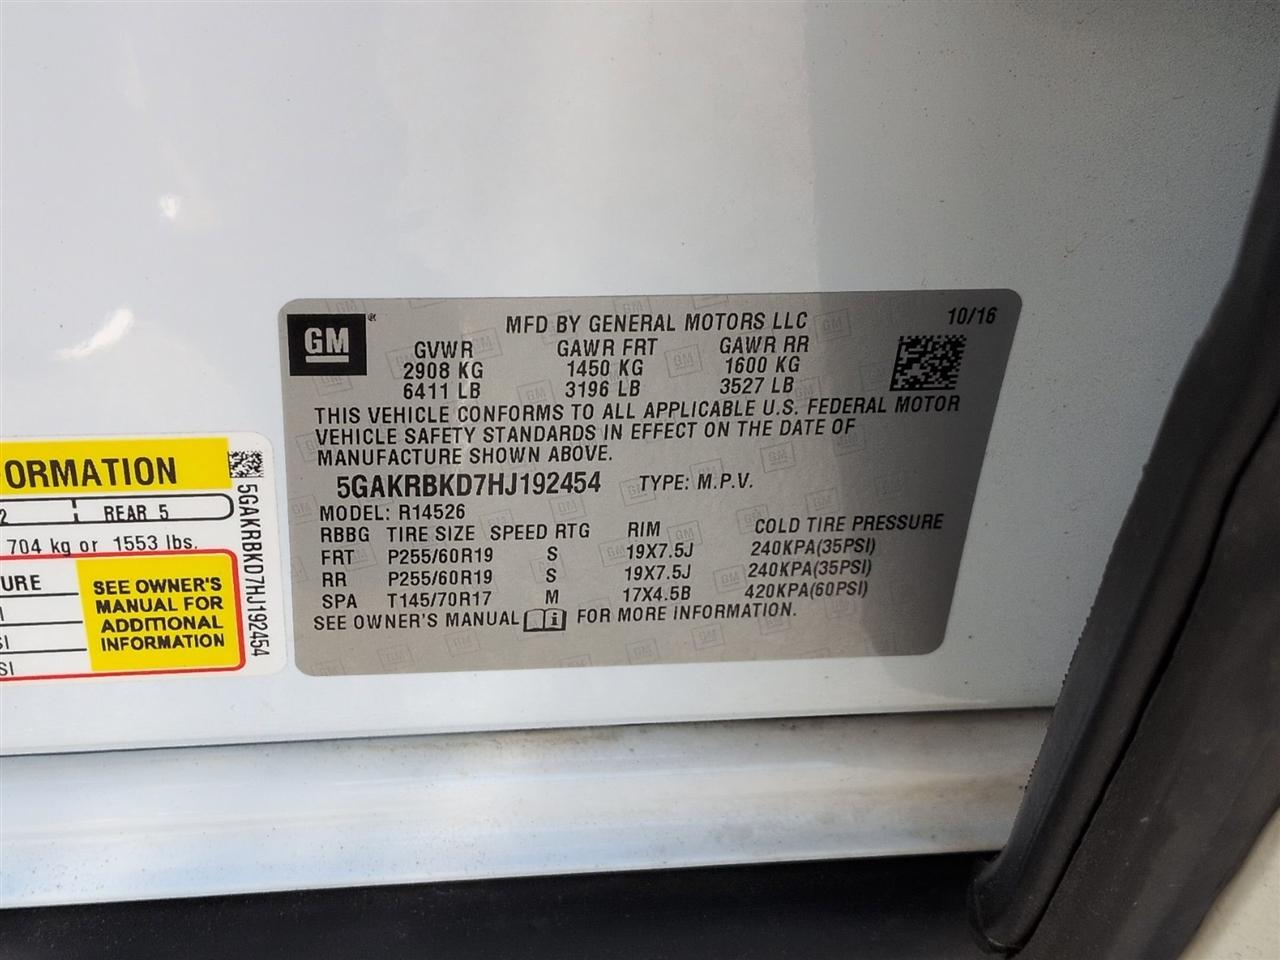 GM
MFD BY GENERAL MOTORS LLC
10/16
GVWR GAWR FRT GAWR RR
2908 KG 1450 KG 1600 KG
6411 LB 3196 LB 3527 LB
THIS VEHICLE CONFORMS TO ALL APPLICABLE U.S. FEDERAL MOTOR
VEHICLE SAFETY STANDARDS IN EFFECT ON THE DATE OF
MANUFACTURE SHOWN ABOVE.
5GAKRBKD7HJ192454 TYPE: M.P.V.
MODEL: R14526
RBBG TIRE SIZE SPEED RTG RIM COLD TIRE PRESSURE
FRT P255/60R19 S 19X7.5J 240KPA(35PSI)
RR P255/60R19 S 19X7.5J 240KPA(35PSI)
SPA T145/70R17 M 17X4.5B 420KPA(60PSI)
SEE OWNER'S MANUAL i FOR MORE INFORMATION.
ORMATION
2 REAR 5
704 kg or 1553 lbs.
URE
SI
SI
SEE OWNER'S
MANUAL FOR
ADDITIONAL
INFORMATION
5GAKRBKD7HJ192454